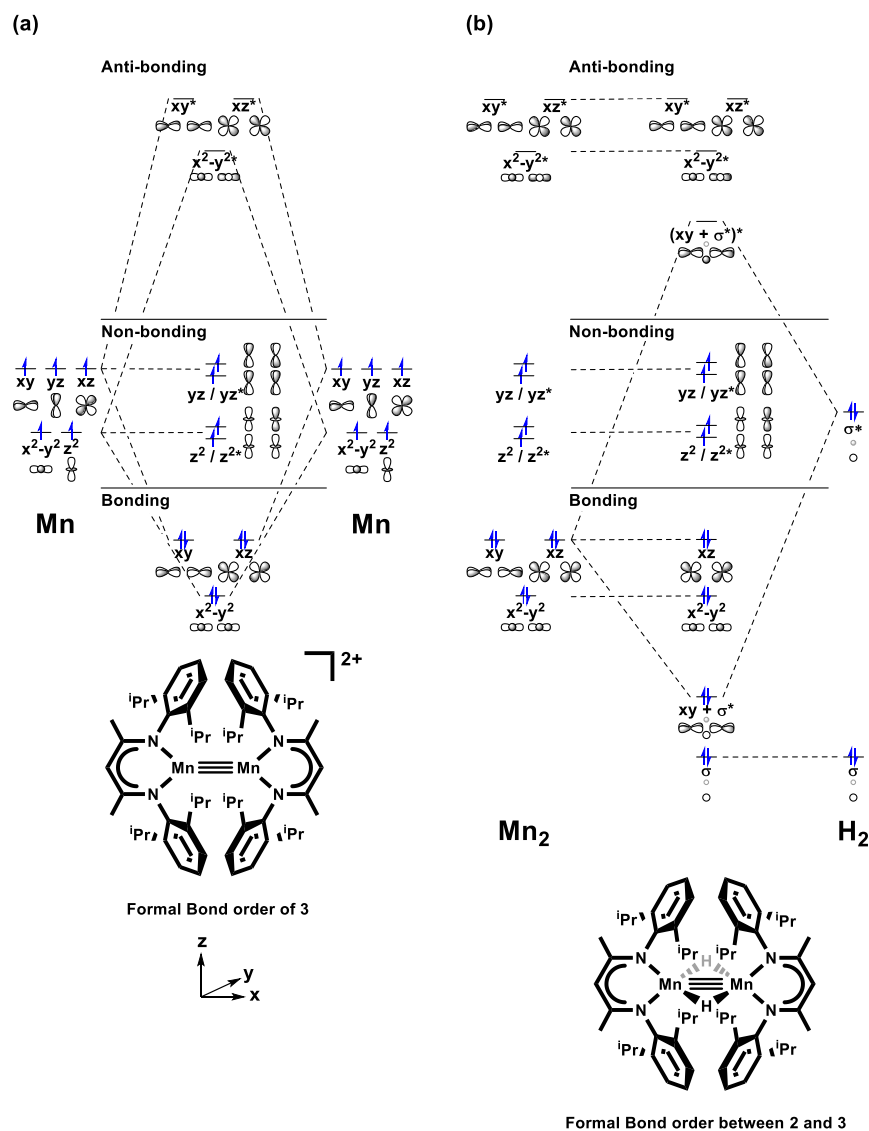 (a)
Anti-bonding
xy* xz*
x²-y²*
Non-bonding
xy yz xz
x²-y² z²
yz / yz*
z² / z²*
xy yz xz
x²-y² z²
Bonding
Mn
Mn
xy xz
x²-y²
2+
iPr iPr
iPr iPr
N N
Mn Mn
N N
iPr iPr
iPr iPr
Formal Bond order of 3
z
y
x
(b)
Anti-bonding
xy* xz*
x²-y²*
xy* xz*
x²-y²*
(xy + σ*)*
Non-bonding
yz / yz*
z² / z²*
yz / yz*
z² / z²*
σ*
Bonding
xy xz
x²-y²
xz
x²-y²
xy + σ*
σ
σ
Mn₂
H₂
iPr iPr
iPr H iPr
N N
Mn Mn
N H N
iPr iPr
iPr iPr
Formal Bond order between 2 and 3